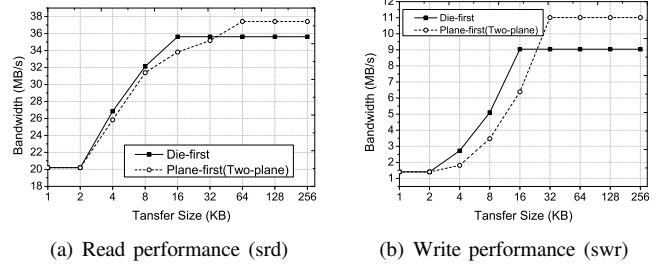 38
36
34
32
30
28
26
24
22
20
18
Bandwidth (MB/s)
Die-first
Plane-first(Two-plane)
1 2 4 8 16 32 64 128 256
Tansfer Size (KB)
(a) Read performance (srd)
12
11
10
9
8
7
6
5
4
3
2
1
Bandwidth (MB/s)
Die-first
Plane-first(Two-plane)
1 2 4 8 16 32 64 128 256
Tansfer Size (KB)
(b) Write performance (swr)